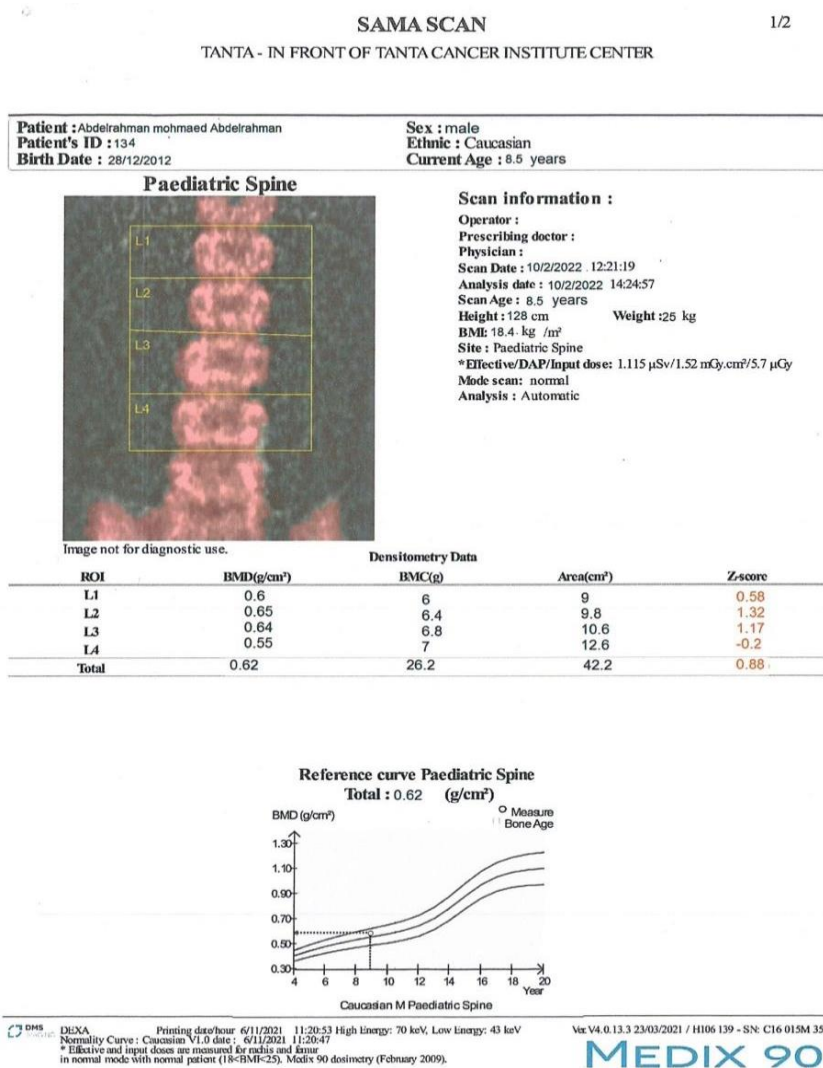 SAMA SCAN 1/2
TANTA - IN FRONT OF TANTA CANCER INSTITUTE CENTER
Patient : Abdelrahman mohmaed Abdelrahman
Patient's ID : 134
Birth Date : 28/12/2012
Sex : male
Ethnic : Caucasian
Current Age : 8.5 years
Paediatric Spine
L1
L2
L3
L4
Image not for diagnostic use.
Scan information :
Operator :
Prescribing doctor :
Physician :
Scan Date : 10/2/2022 12:21:19
Analysis date : 10/2/2022 14:24:57
Scan Age : 8.5 years
Height : 128 cm Weight :25 kg
BMI: 18.4 kg /m²
Site : Paediatric Spine
*Effective/DAP/Input dose: 1.115 µSv/1.52 mGy.cm²/5.7 µGy
Mode scan: normal
Analysis : Automatic
Densitometry Data
ROI BMD(g/cm²) BMC(g) Area(cm²) Z-score
L1 0.6 6 9 0.58
L2 0.65 6.4 9.8 1.32
L3 0.64 6.8 10.6 1.17
L4 0.55 7 12.6 -0.2
Total 0.62 26.2 42.2 0.88
Reference curve Paediatric Spine
Total : 0.62 (g/cm²)
BMD (g/cm²)
Measure
Bone Age
1.30
1.10
0.90
0.70
0.50
0.30
4 6 8 10 12 14 16 18 20
Year
Caucasian M Paediatric Spine
DMS
DEXA Printing date/hour 6/11/2021 11:20:53 High Energy: 70 keV, Low Energy: 43 keV Ver. V4.0.13.3 23/03/2021 / H106 139 - SN: C16 015M 35
Normality Curve : Caucasian V1.0 date : 6/11/2021 11:20:47
* Effective and input doses are measured for rachis and femur
in normal mode with normal patient (18<BMI<25). Medix 90 dosimetry (February 2009).
MEDIX 90